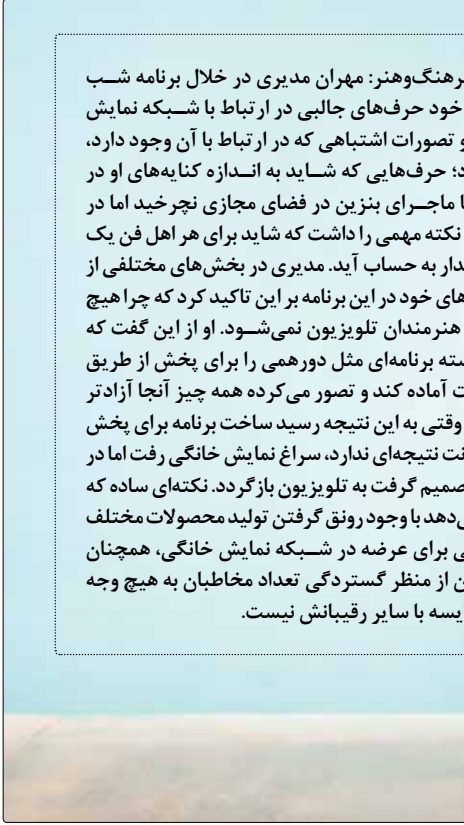 رهنگ‌وهنر: مهران مدیری در خلال برنامه شب
خود حرف‌های جالبی در ارتباط با شبکه نمایش
و تصورات اشتباهی که در ارتباط با آن وجود دارد،
د؛ حرف‌هایی که شاید به اندازه کنایه‌های او در
ا ماجرای بنزین در فضای مجازی نچرخید اما در
نکته مهمی را داشت که شاید برای هر اهل فن یک
دار به حساب آید. مدیری در بخش‌های مختلفی از
های خود در این برنامه بر این تاکید کرد که چرا هیچ
هنرمندان تلویزیون نمی‌شود. او از این گفت که
سته برنامه‌ای مثل دورهمی را برای پخش از طریق
ت آماده کند و تصور می‌کرده همه چیز آنجا آزادتر
وقتی به این نتیجه رسید ساخت برنامه برای پخش
نت نتیجه‌ای ندارد، سراغ نمایش خانگی رفت اما در
صمیم گرفت به تلویزیون بازگردد. نکته‌ای ساده که
ی‌دهد با وجود رونق گرفتن تولید محصولات مختلف
ی برای عرضه در شبکه نمایش خانگی، همچنان
ن از منظر گستردگی تعداد مخاطبان به هیچ وجه
یسه با سایر رقیبانش نیست.